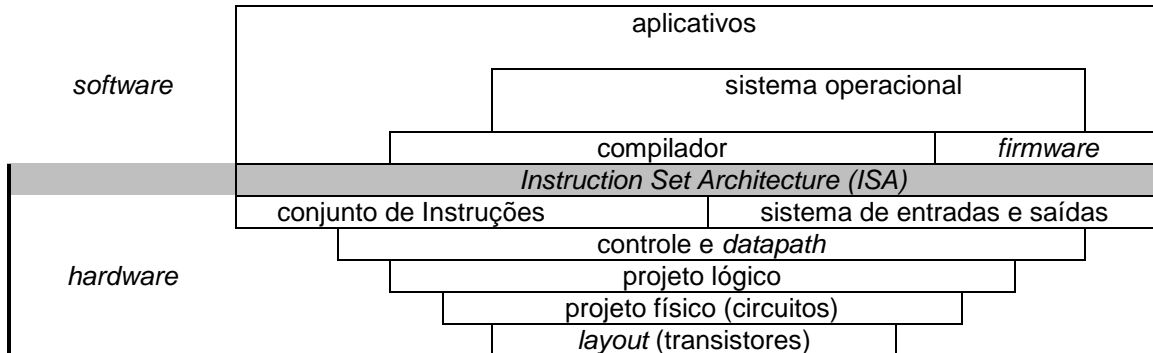 aplicativos
software
sistema operacional
compilador
firmware
Instruction Set Architecture (ISA)
conjunto de Instruções
sistema de entradas e saídas
controle e datapath
hardware
projeto lógico
projeto físico (circuitos)
layout (transistores)